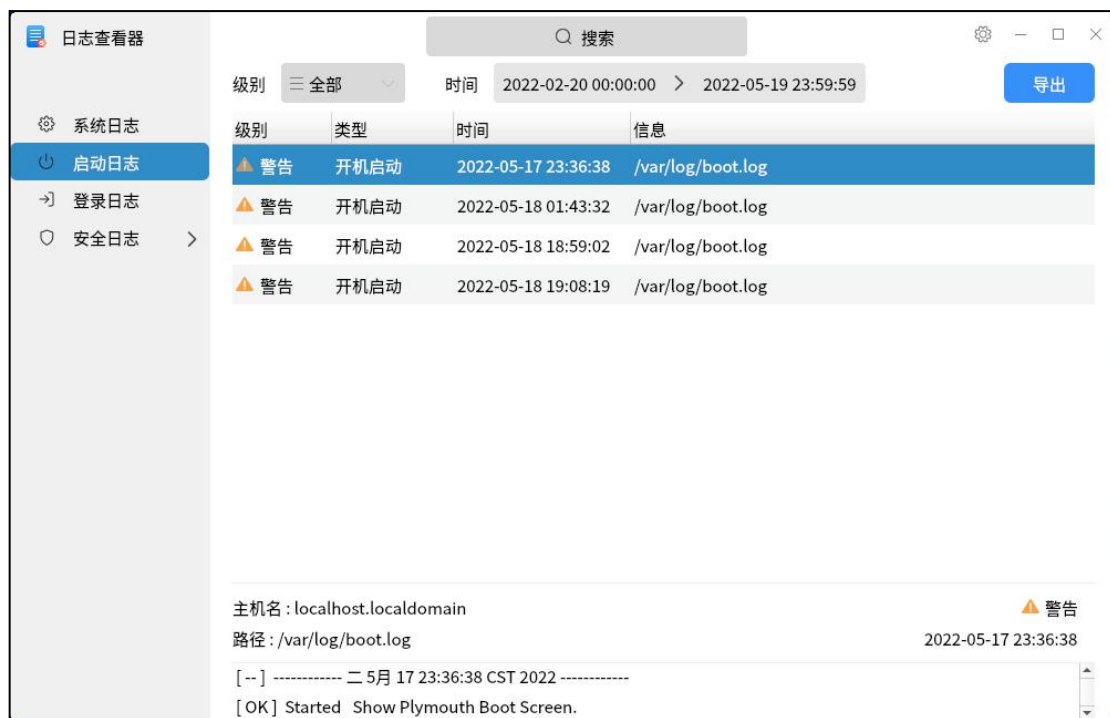 日志查看器
搜索
级别 全部 时间 2022-02-20 00:00:00 > 2022-05-19 23:59:59 导出
系统日志
启动日志
登录日志
安全日志 >
级别 类型 时间 信息
警告 开机启动 2022-05-17 23:36:38 /var/log/boot.log
警告 开机启动 2022-05-18 01:43:32 /var/log/boot.log
警告 开机启动 2022-05-18 18:59:02 /var/log/boot.log
警告 开机启动 2022-05-18 19:08:19 /var/log/boot.log
主机名 : localhost.localdomain 警告
路径 : /var/log/boot.log 2022-05-17 23:36:38
[ -- ] ------------ 二 5月 17 23:36:38 CST 2022 ------------
[ OK ] Started Show Plymouth Boot Screen.